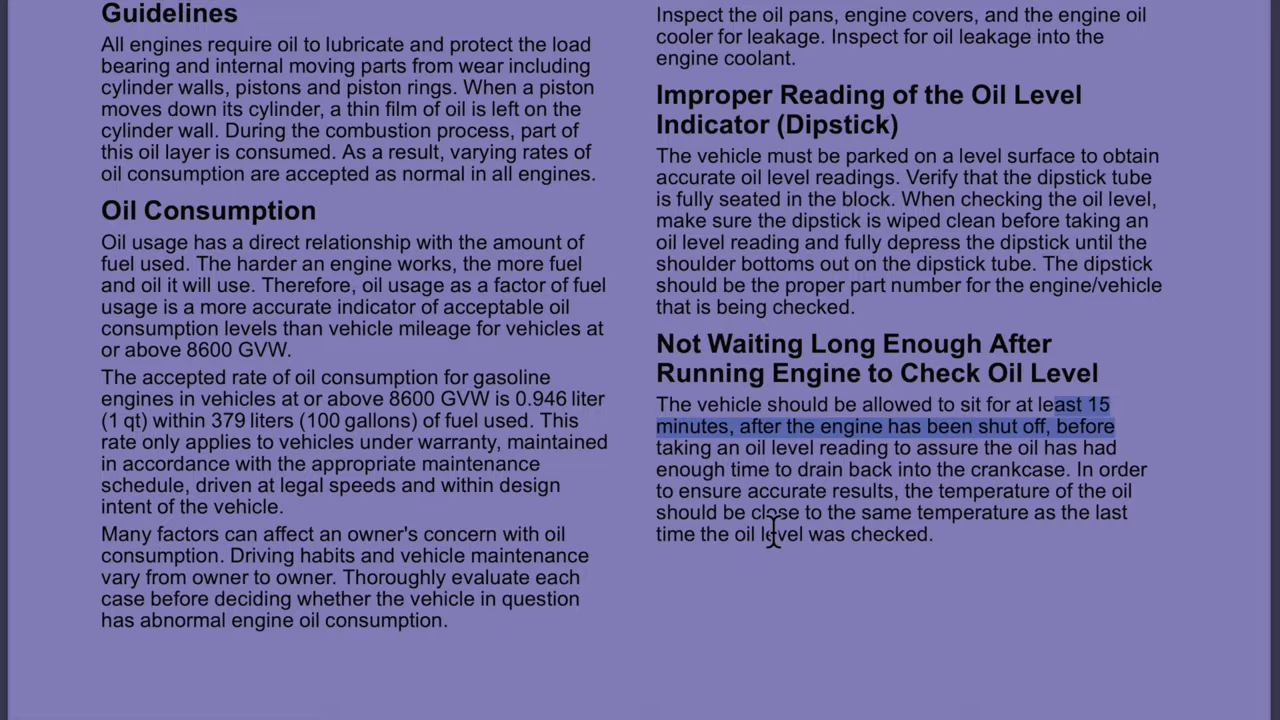 Guidelines
All engines require oil to lubricate and protect the load
bearing and internal moving parts from wear including
cylinder walls, pistons and piston rings. When a piston
moves down its cylinder, a thin film of oil is left on the
cylinder wall. During the combustion process, part of
this oil layer is consumed. As a result, varying rates of
oil consumption are accepted as normal in all engines.
Oil Consumption
Oil usage has a direct relationship with the amount of
fuel used. The harder an engine works, the more fuel
and oil it will use. Therefore, oil usage as a factor of fuel
usage is a more accurate indicator of acceptable oil
consumption levels than vehicle mileage for vehicles at
or above 8600 GVW.
The accepted rate of oil consumption for gasoline
engines in vehicles at or above 8600 GVW is 0.946 liter
(1 qt) within 379 liters (100 gallons) of fuel used. This
rate only applies to vehicles under warranty, maintained
in accordance with the appropriate maintenance
schedule, driven at legal speeds and within design
intent of the vehicle.
Many factors can affect an owner's concern with oil
consumption. Driving habits and vehicle maintenance
vary from owner to owner. Thoroughly evaluate each
case before deciding whether the vehicle in question
has abnormal engine oil consumption.
Inspect the oil pans, engine covers, and the engine oil
cooler for leakage. Inspect for oil leakage into the
engine coolant.
Improper Reading of the Oil Level
Indicator (Dipstick)
The vehicle must be parked on a level surface to obtain
accurate oil level readings. Verify that the dipstick tube
is fully seated in the block. When checking the oil level,
make sure the dipstick is wiped clean before taking an
oil level reading and fully depress the dipstick until the
shoulder bottoms out on the dipstick tube. The dipstick
should be the proper part number for the engine/vehicle
that is being checked.
Not Waiting Long Enough After
Running Engine to Check Oil Level
The vehicle should be allowed to sit for at least 15
minutes, after the engine has been shut off, before
taking an oil level reading to assure the oil has had
enough time to drain back into the crankcase. In order
to ensure accurate results, the temperature of the oil
should be close to the same temperature as the last
time the oil level was checked.